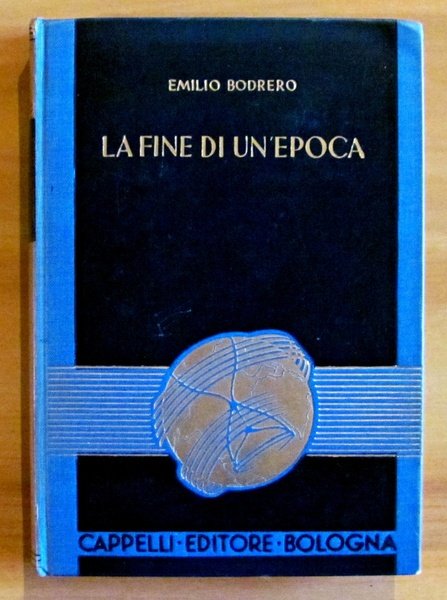 EMILIO BODRERO
LA FINE DI UN'EPOCA
CAPPELLI · EDITORE · BOLOGNA